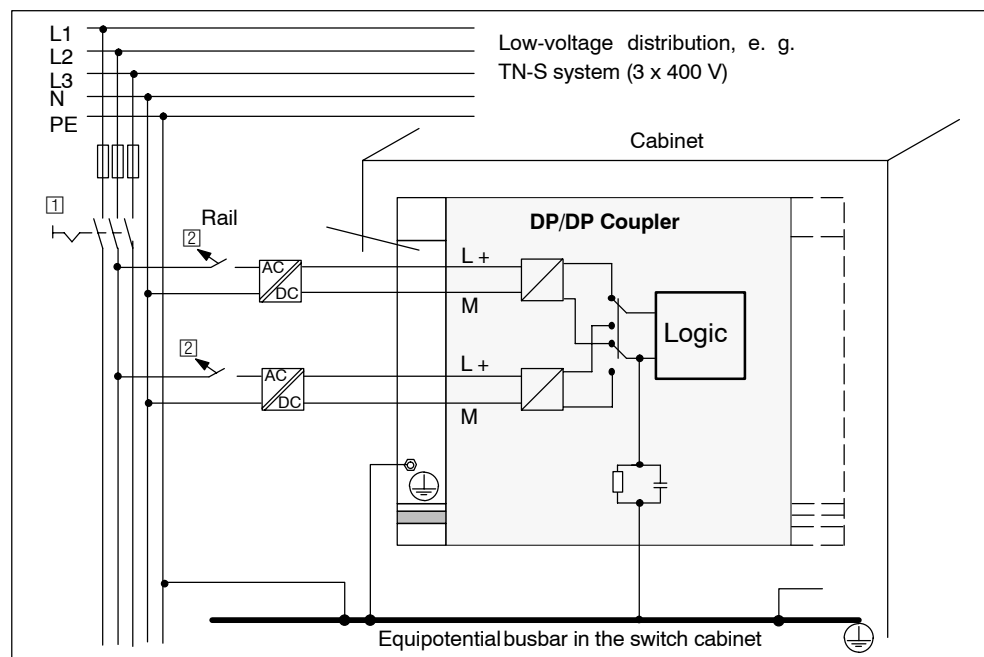 L1
L2
L3
N
PE
Low-voltage distribution, e. g.
TN-S system (3 x 400 V)
Cabinet
1
Rail
DP/DP Coupler
2
AC
DC
L +
M
Logic
2
AC
DC
L +
M
Equipotential busbar in the switch cabinet